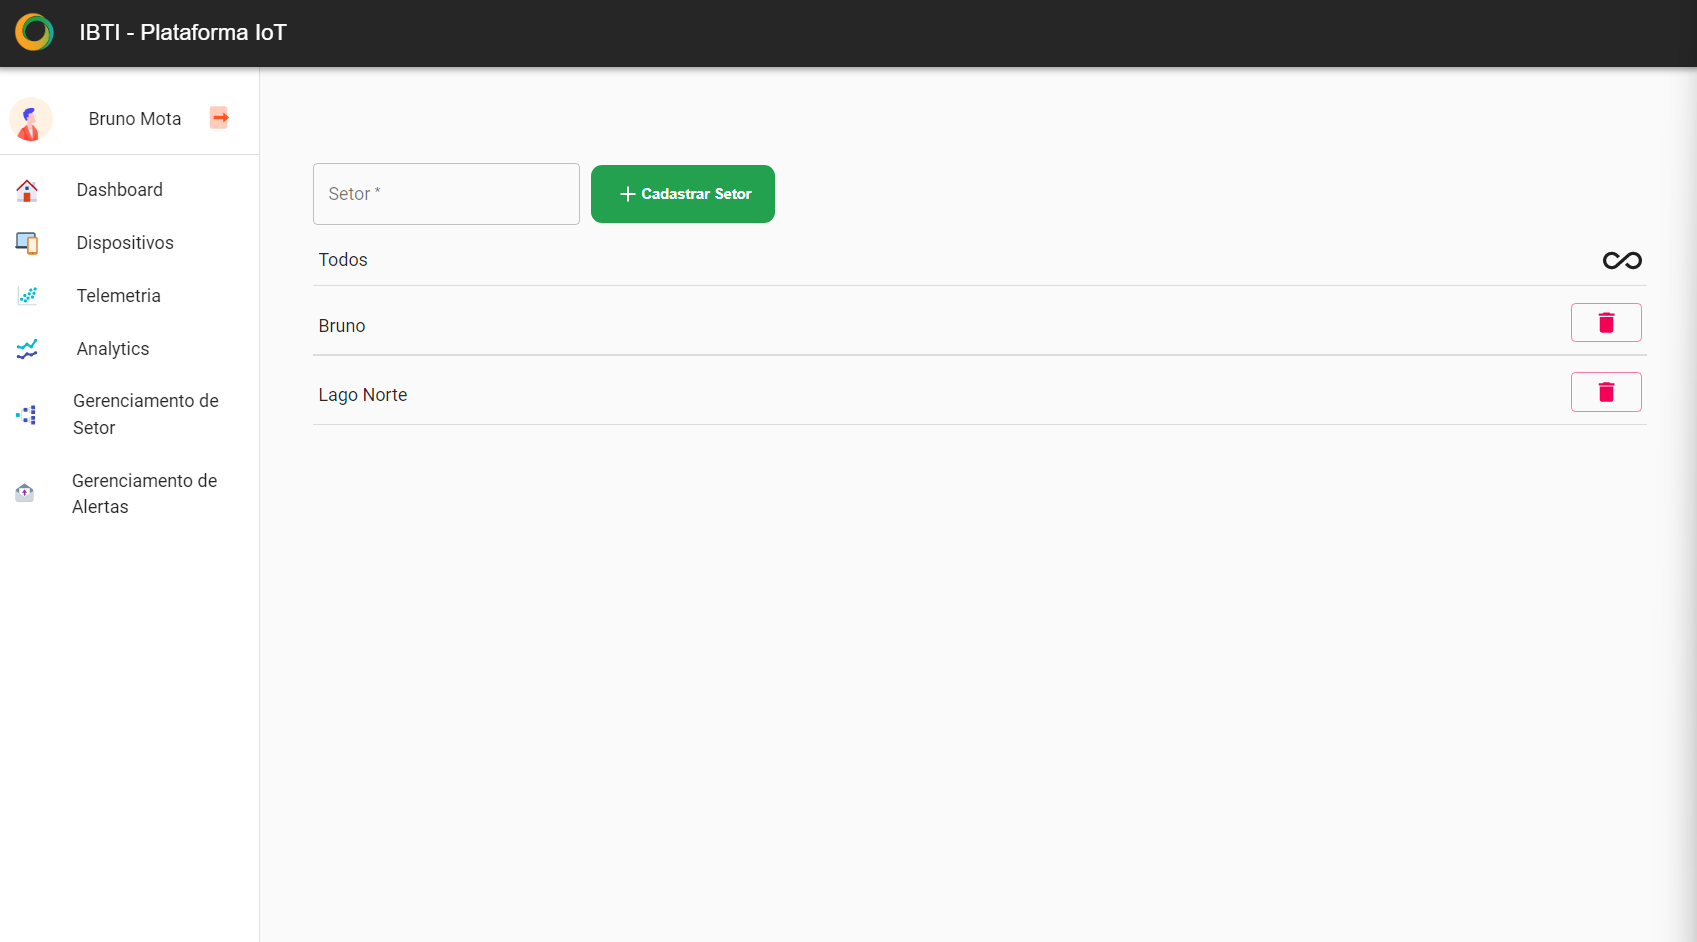 IBTI - Plataforma IoT
Bruno Mota
Dashboard
Dispositivos
Telemetria
Analytics
Gerenciamento de
Setor
Gerenciamento de
Alertas
Setor *
Cadastrar Setor
Todos
Bruno
Lago Norte